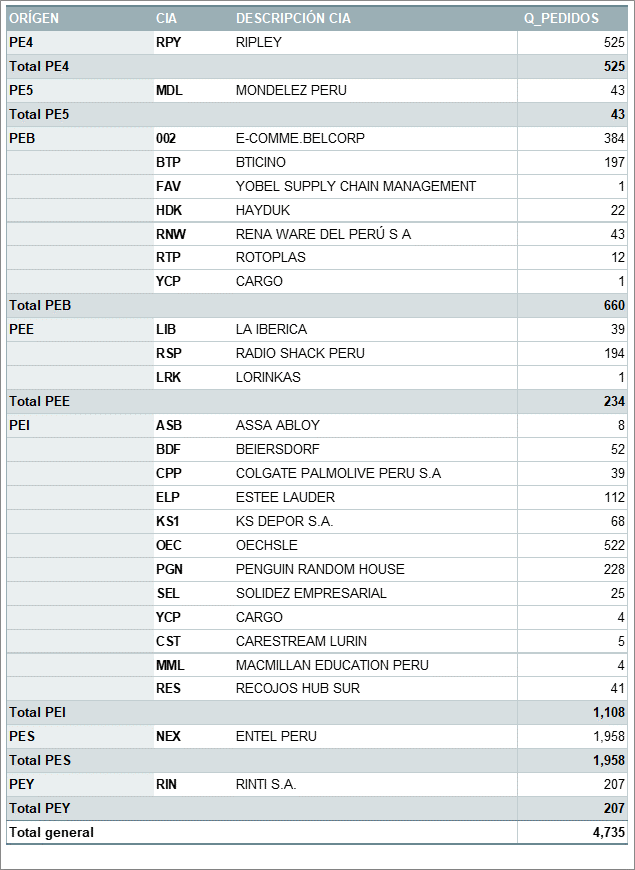 ORÍGEN CIA DESCRIPCIÓN CIA Q_PEDIDOS
PE4 RPY RIPLEY 525
Total PE4 525
PE5 MDL MONDELEZ PERU 43
Total PE5 43
PEB 002 E-COMME.BELCORP 384
BTP BTICINO 197
FAV YOBEL SUPPLY CHAIN MANAGEMENT 1
HDK HAYDUK 22
RNW RENA WARE DEL PERÚ S A 43
RTP ROTOPLAS 12
YCP CARGO 1
Total PEB 660
PEE LIB LA IBERICA 39
RSP RADIO SHACK PERU 194
LRK LORINKAS 1
Total PEE 234
PEI ASB ASSA ABLOY 8
BDF BEIERSDORF 52
CPP COLGATE PALMOLIVE PERU S.A 39
ELP ESTEE LAUDER 112
KS1 KS DEPOR S.A. 68
OEC OECHSLE 522
PGN PENGUIN RANDOM HOUSE 228
SEL SOLIDEZ EMPRESARIAL 25
YCP CARGO 4
CST CARESTREAM LURIN 5
MML MACMILLAN EDUCATION PERU 4
RES RECOJOS HUB SUR 41
Total PEI 1,108
PES NEX ENTEL PERU 1,958
Total PES 1,958
PEY RIN RINTI S.A. 207
Total PEY 207
Total general 4,735